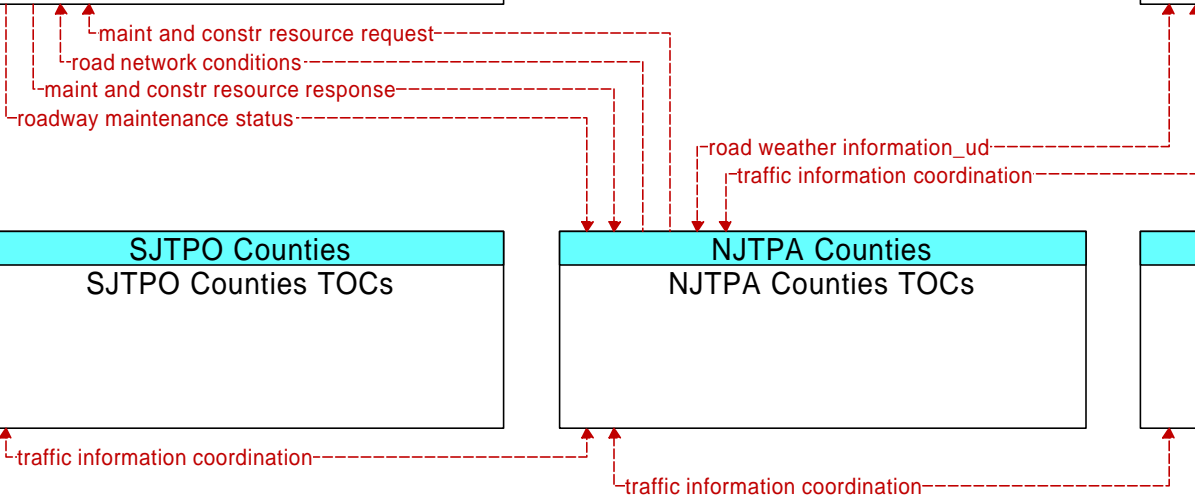 maint and constr resource request
road network conditions
maint and constr resource response
roadway maintenance status
road weather information_ud
traffic information coordination
SJTPO Counties
SJTPO Counties TOCs
NJTPA Counties
NJTPA Counties TOCs
traffic information coordination
traffic information coordination